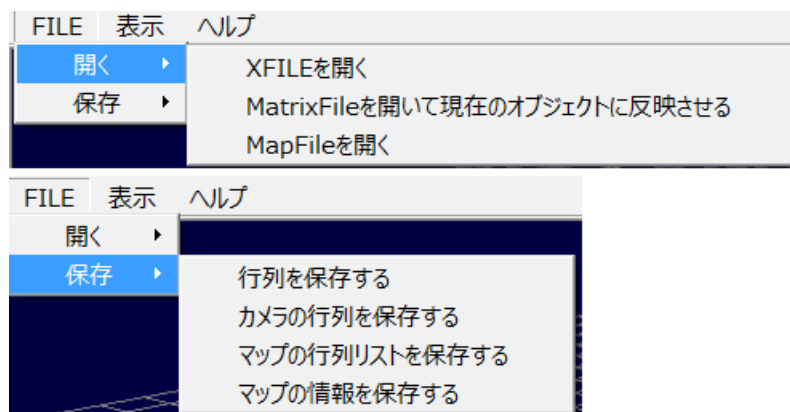 FILE 表示 ヘルプ
開く XFILEを開く
保存 MatrixFileを開いて現在のオブジェクトに反映させる
MapFileを開く
FILE 表示 ヘルプ
開く
保存 行列を保存する
カメラの行列を保存する
マップの行列リストを保存する
マップの情報を保存する